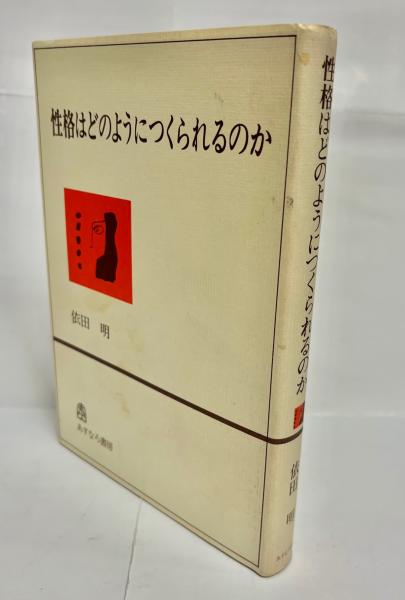 性格はどのようにつくられるのか
依田 明
あすなろ書房
性格はどのようにつくられるのか
依田 明